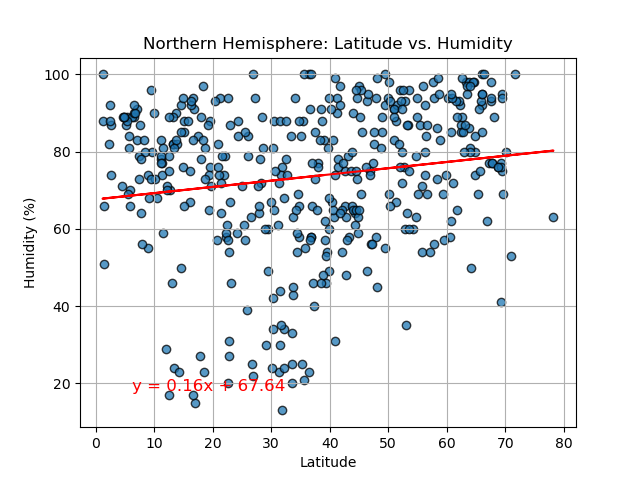 Northern Hemisphere: Latitude vs. Humidity
100
80
60
40
20
Humidity (%)
y = 0.16x + 67.64
0 10 20 30 40 50 60 70 80
Latitude